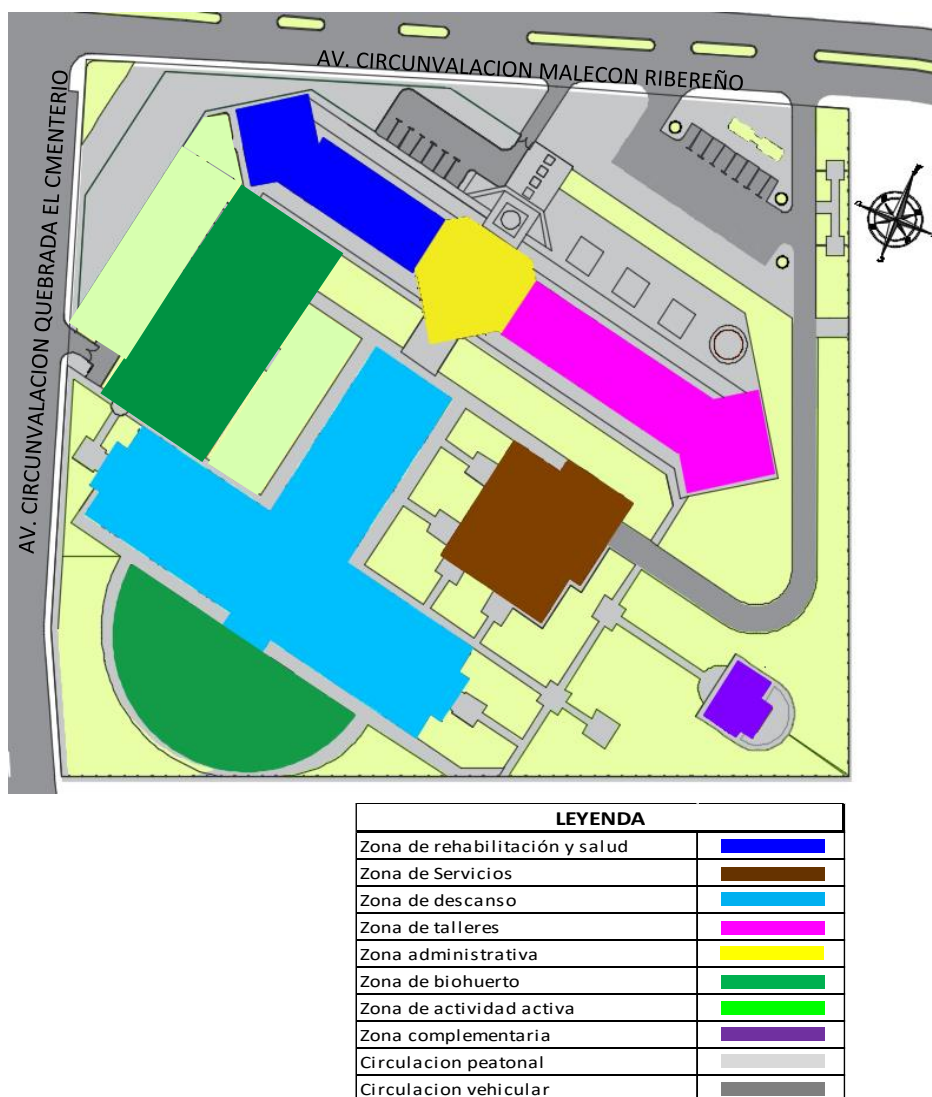 AV. CIRCUNVALACION MALECON RIBEREÑO
AV. CIRCUNVALACION QUEBRADA EL CMENTERIO
LEYENDA
Zona de rehabilitación y salud
Zona de Servicios
Zona de descanso
Zona de talleres
Zona administrativa
Zona de biohuerto
Zona de actividad activa
Zona complementaria
Circulacion peatonal
Circulacion vehicular